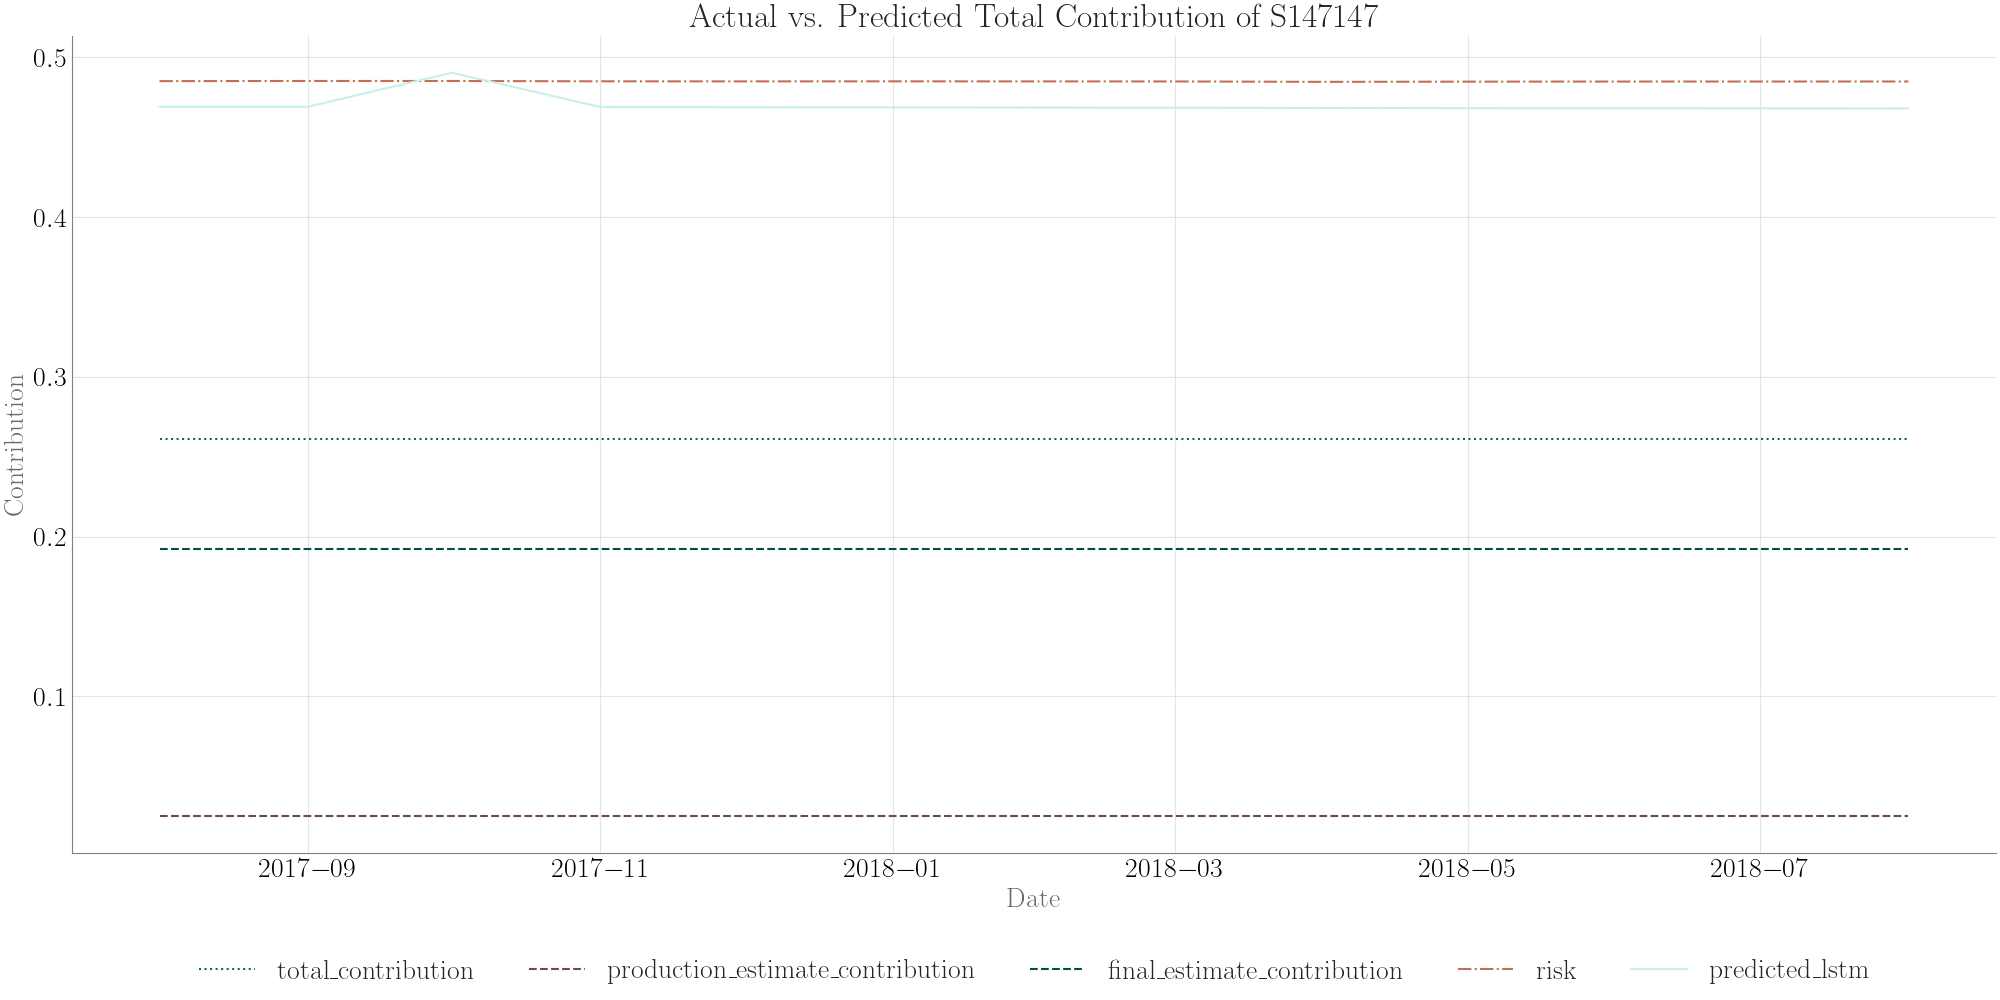 Actual vs. Predicted Total Contribution of S147147
0.5
0.4
0.3
0.2
0.1
Contribution
2017−09 2017−11 2018−01 2018−03 2018−05 2018−07
Date
total_contribution production_estimate_contribution final_estimate_contribution risk predicted_lstm